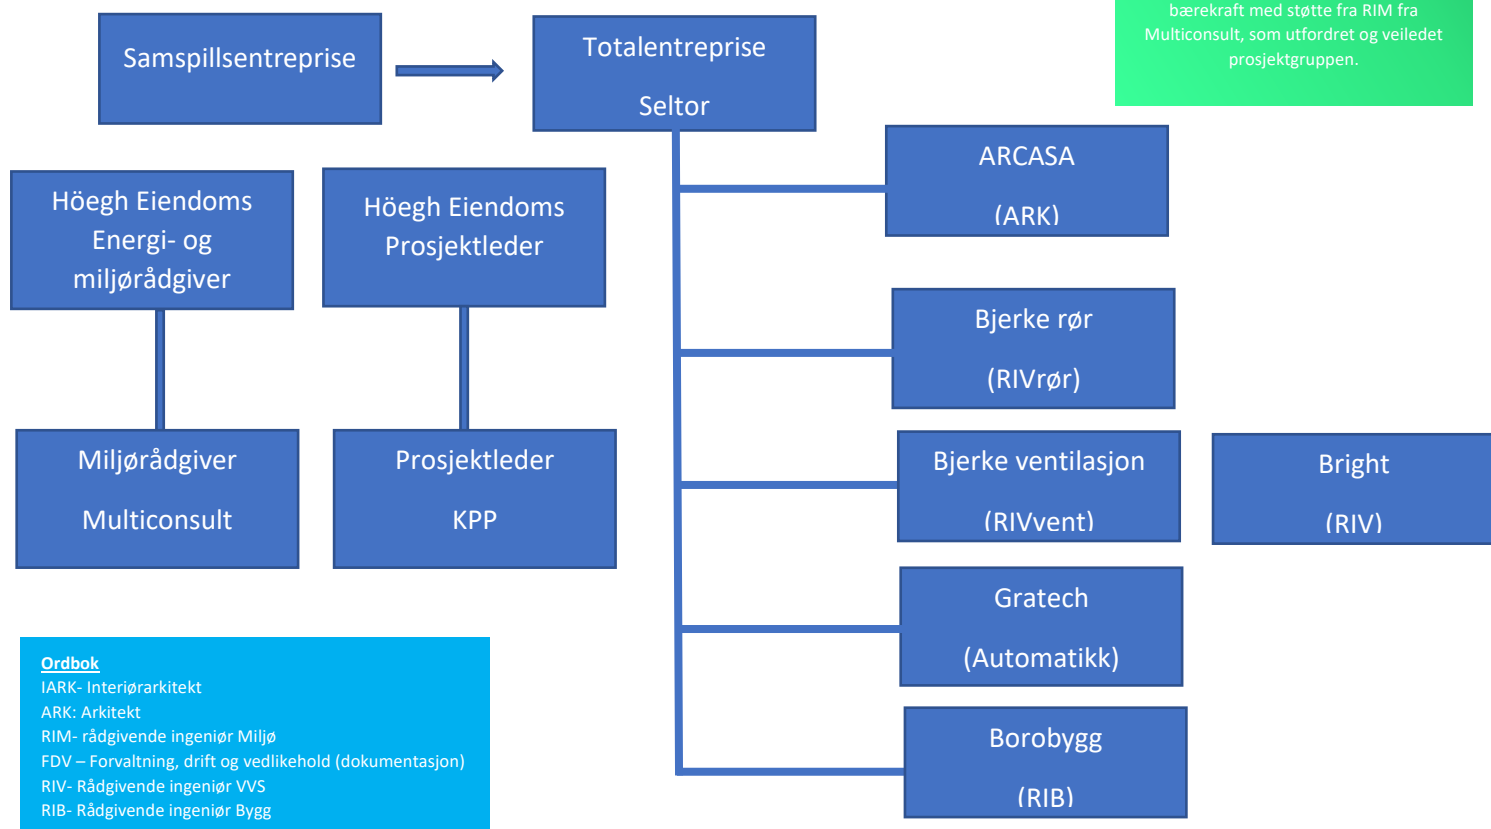 bærekraft med støtte fra RIM fra
Multiconsult, som utfordret og veiledet
prosjektgruppen.
Samspillsentreprise
Totalentreprise
Seltor
ARCASA
(ARK)
Höegh Eiendoms
Energi- og
miljørådgiver
Höegh Eiendoms
Prosjektleder
Bjerke rør
(RIVrør)
Miljørådgiver
Multiconsult
Prosjektleder
KPP
Bjerke ventilasjon
(RIVvent)
Bright
(RIV)
Gratech
(Automatikk)
Borobygg
(RIB)
Ordbok
IARK- Interiørarkitekt
ARK: Arkitekt
RIM- rådgivende ingeniør Miljø
FDV – Forvaltning, drift og vedlikehold (dokumentasjon)
RIV- Rådgivende ingeniør VVS
RIB- Rådgivende ingeniør Bygg